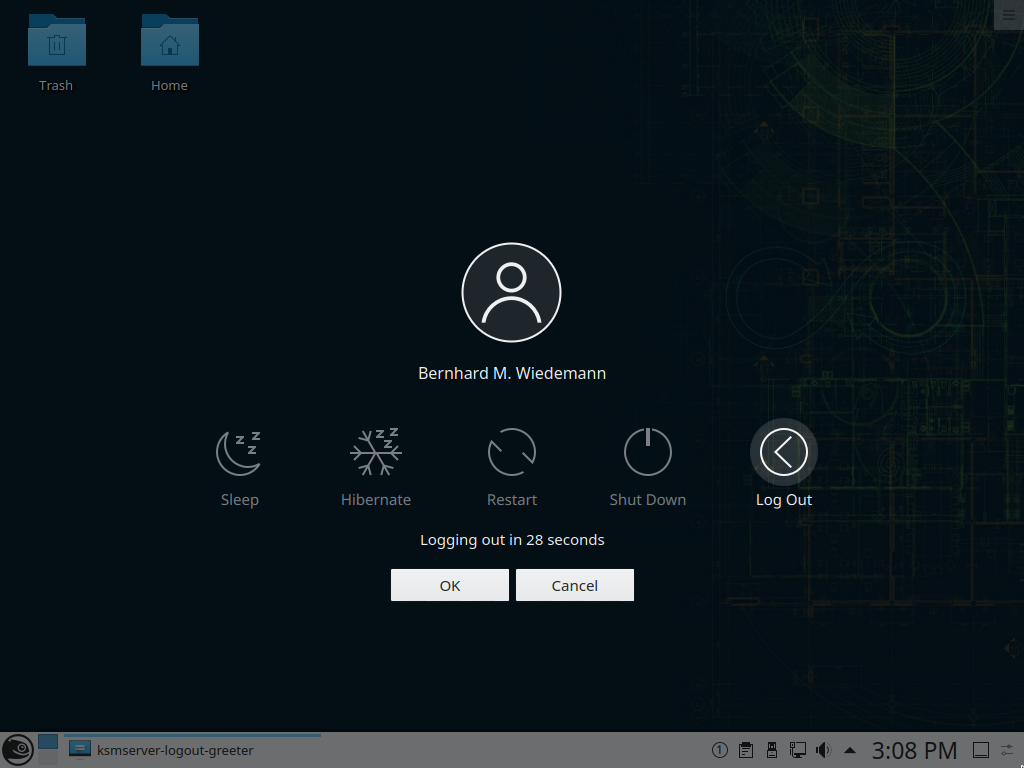 Trash
Home
Bernhard M. Wiedemann
Sleep
Hibernate
Restart
Shut Down
Log Out
Logging out in 28 seconds
OK
Cancel
ksmserver-logout-greeter
1
3:08 PM